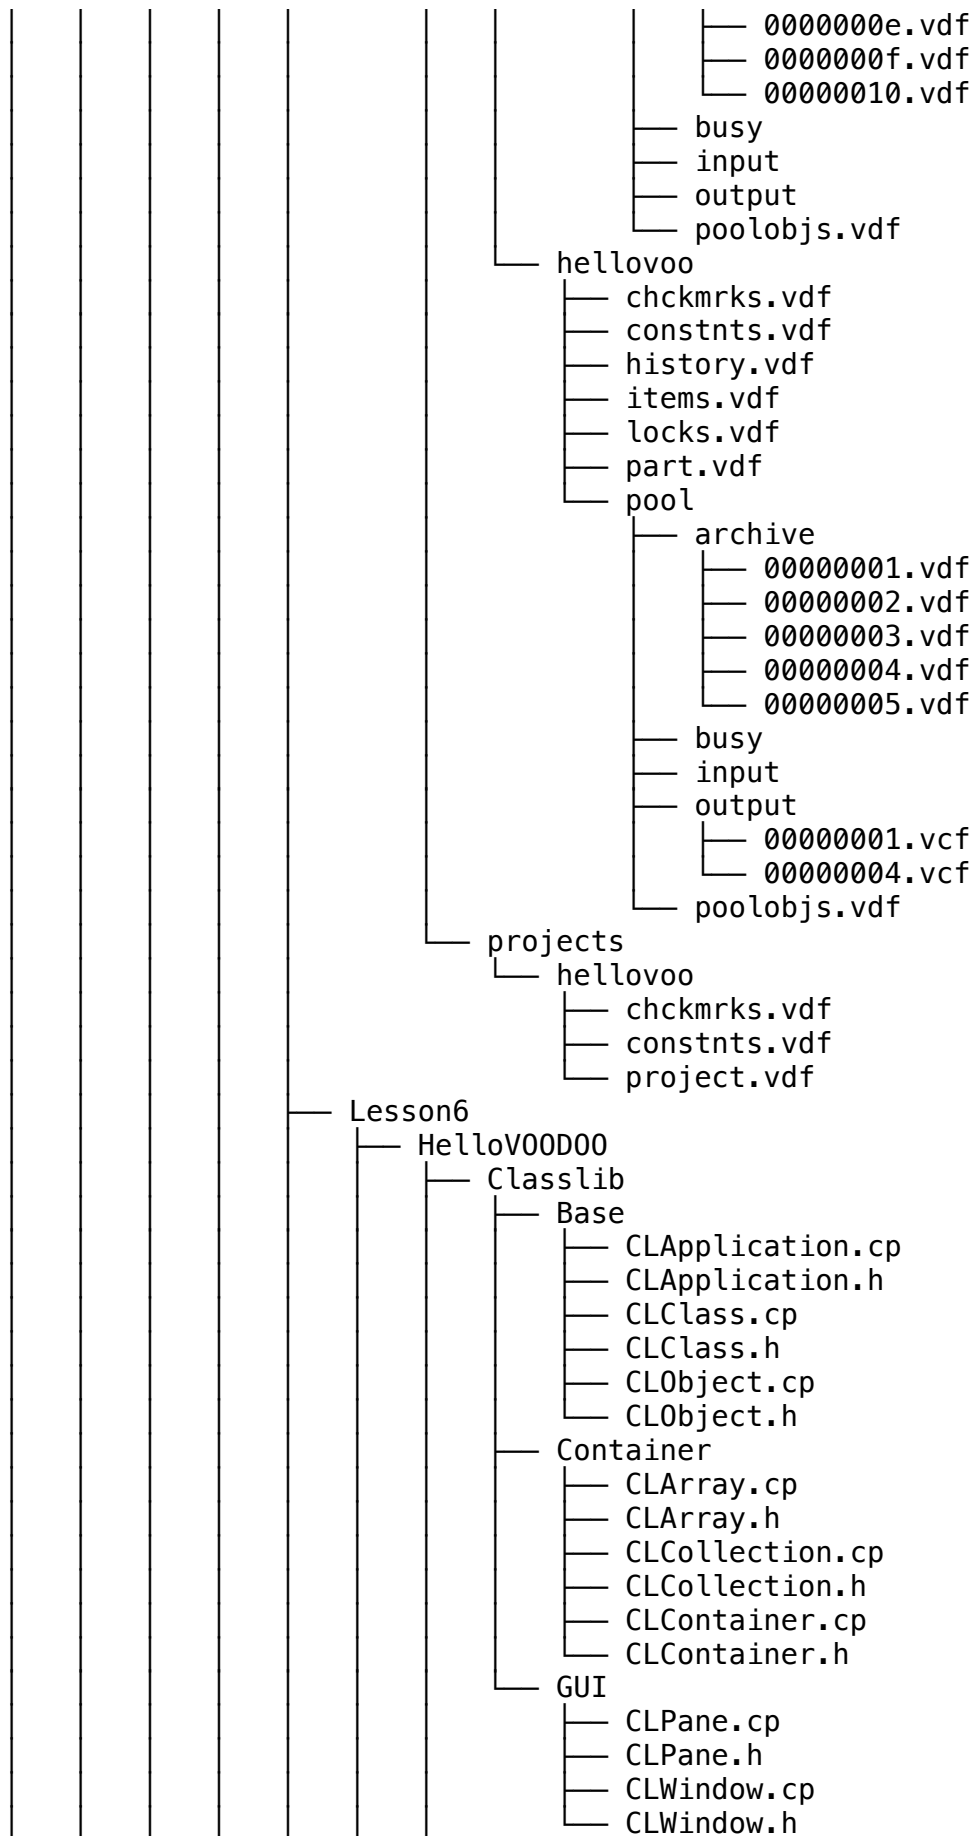 0000000e.vdf
0000000f.vdf
00000010.vdf
busy
input
output
poolobjs.vdf
hellovoo
chckmrks.vdf
constnts.vdf
history.vdf
items.vdf
locks.vdf
part.vdf
pool
archive
00000001.vdf
00000002.vdf
00000003.vdf
00000004.vdf
00000005.vdf
busy
input
output
00000001.vcf
00000004.vcf
poolobjs.vdf
projects
hellovoo
chckmrks.vdf
constnts.vdf
project.vdf
Lesson6
HelloVOODOO
Classlib
Base
CLApplication.cp
CLApplication.h
CLClass.cp
CLClass.h
CLObject.cp
CLObject.h
Container
CLArray.cp
CLArray.h
CLCollection.cp
CLCollection.h
CLContainer.cp
CLContainer.h
GUI
CLPane.cp
CLPane.h
CLWindow.cp
CLWindow.h